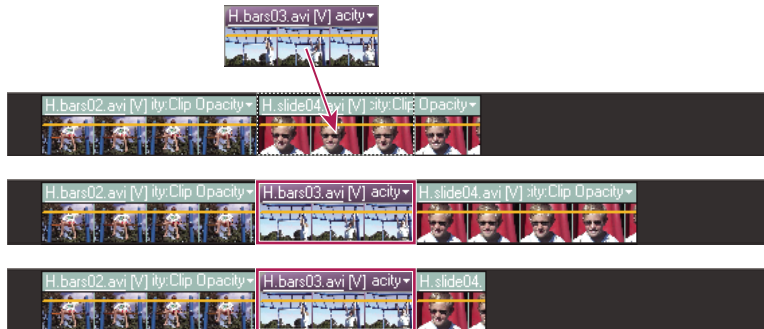 H.bars03.avi [V] acity
H.bars02.avi [V] ity:Clip Opacity H.slide04.avi [V] :ity:Clip Opacity
H.bars02.avi [V] ity:Clip Opacity H.bars03.avi [V] acity H.slide04.avi [V] :ity:Clip Opacity
H.bars02.avi [V] ity:Clip Opacity H.bars03.avi [V] acity H.slide04.